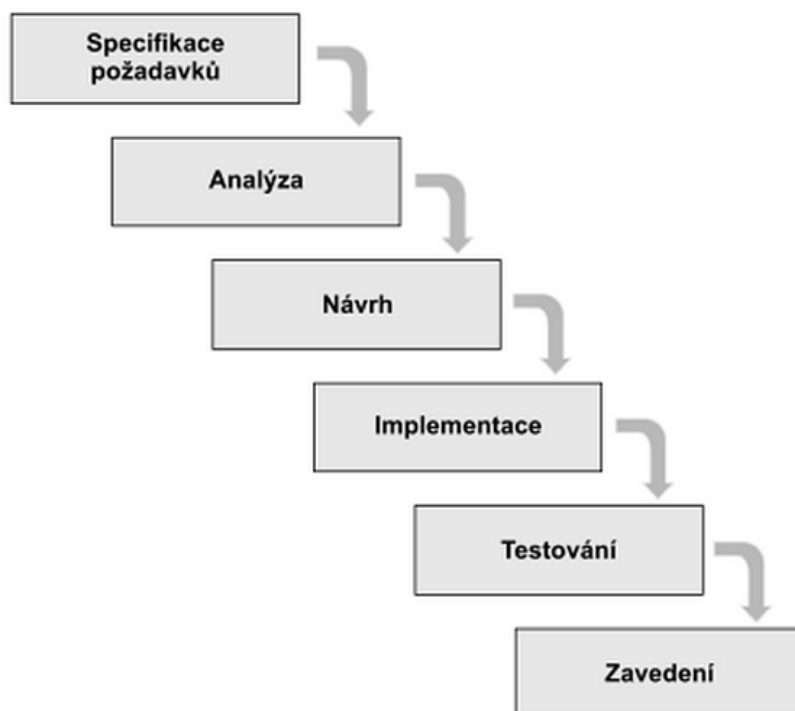 Specifikace
požadavků
Analýza
Návrh
Implementace
Testování
Zavedení